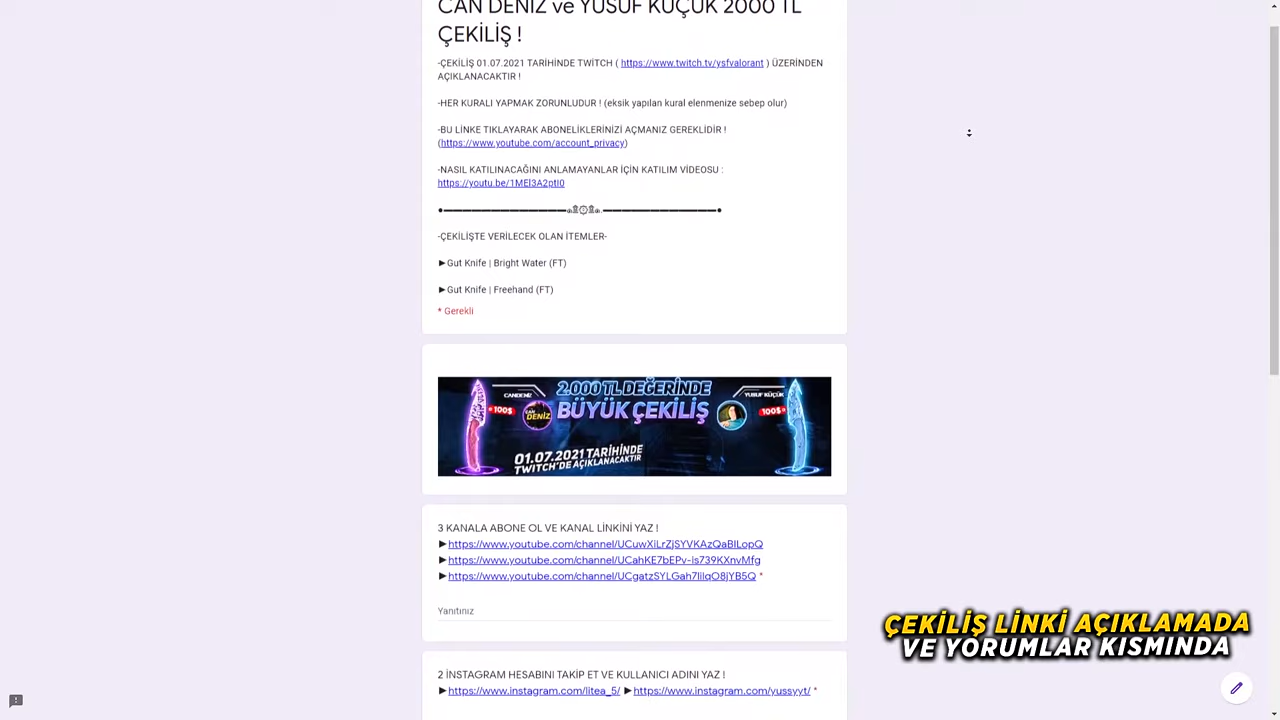 CAN DENİZ ve YUSUF KÜÇÜK 2000 TL
ÇEKİLİŞ !
-ÇEKİLİŞ 01.07.2021 TARİHİNDE TWİTCH ( https://www.twitch.tv/ysfvalorant ) ÜZERİNDEN
AÇIKLANACAKTIR !
-HER KURALI YAPMAK ZORUNLUDUR ! (eksik yapılan kural elenmenize sebep olur)
-BU LİNKE TIKLAYARAK ABONELİKLERİNİZİ AÇMANIZ GEREKLİDİR !
(https://www.youtube.com/account_privacy)
-NASIL KATILINACAĞINI ANLAMAYANLAR İÇİN KATILIM VİDEOSU :
https://youtu.be/1MEl3A2ptI0
-ÇEKİLİŞTE VERİLECEK OLAN İTEMLER-
►Gut Knife | Bright Water (FT)
►Gut Knife | Freehand (FT)
* Gerekli
2.000 TL DEĞERİNDE
BÜYÜK ÇEKİLİŞ
CANDENİZ
100$
CAN DENİZ
YUSUF KÜÇÜK
100$
01.07.2021 TARİHİNDE
TWITCH'DE AÇIKLANACAKTIR
3 KANALA ABONE OL VE KANAL LİNKİNİ YAZ !
►https://www.youtube.com/channel/UCuwXiLrZjSYVKAzQaBILopQ
►https://www.youtube.com/channel/UCahKE7bEPv-is739KXnvMfg
►https://www.youtube.com/channel/UCgatzSYLGah7lilqO8jYB5Q *
Yanıtınız
ÇEKİLİŞ LİNKİ AÇIKLAMADA
VE YORUMLAR KISMINDA
2 İNSTAGRAM HESABINI TAKİP ET VE KULLANICI ADINI YAZ !
►https://www.instagram.com/litea_5/ ►https://www.instagram.com/yussyyt/ *